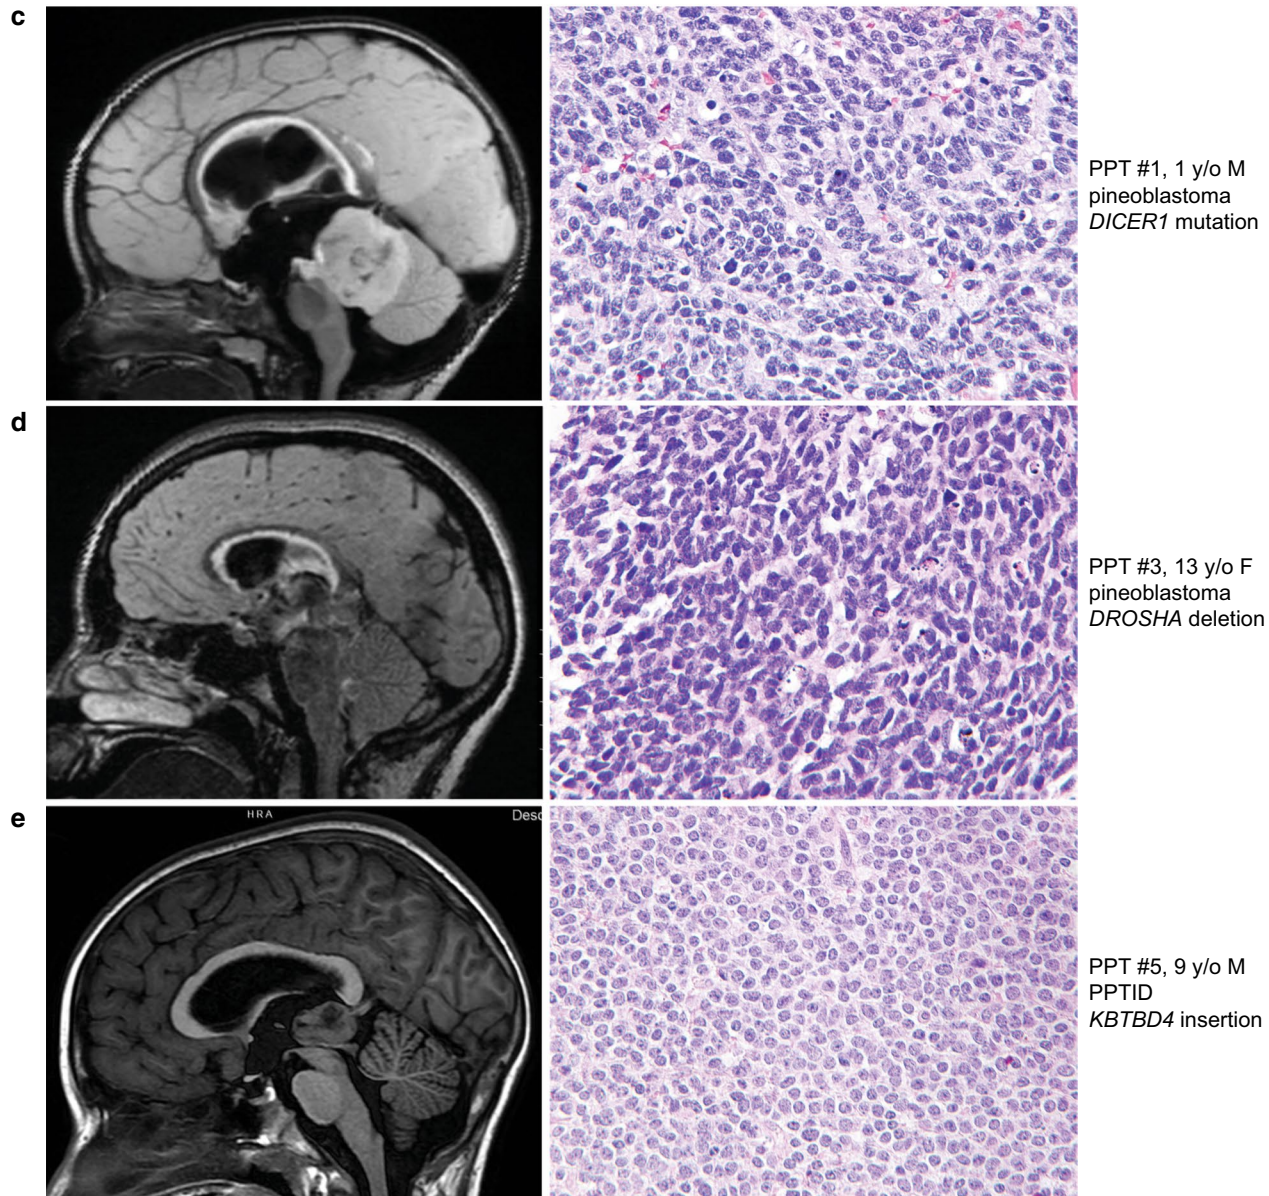 c
PPT #1, 1 y/o M
pineoblastoma
DICER1 mutation
d
PPT #3, 13 y/o F
pineoblastoma
DROSHA deletion
e
HRA
Desc
PPT #5, 9 y/o M
PPTID
KBTBD4 insertion